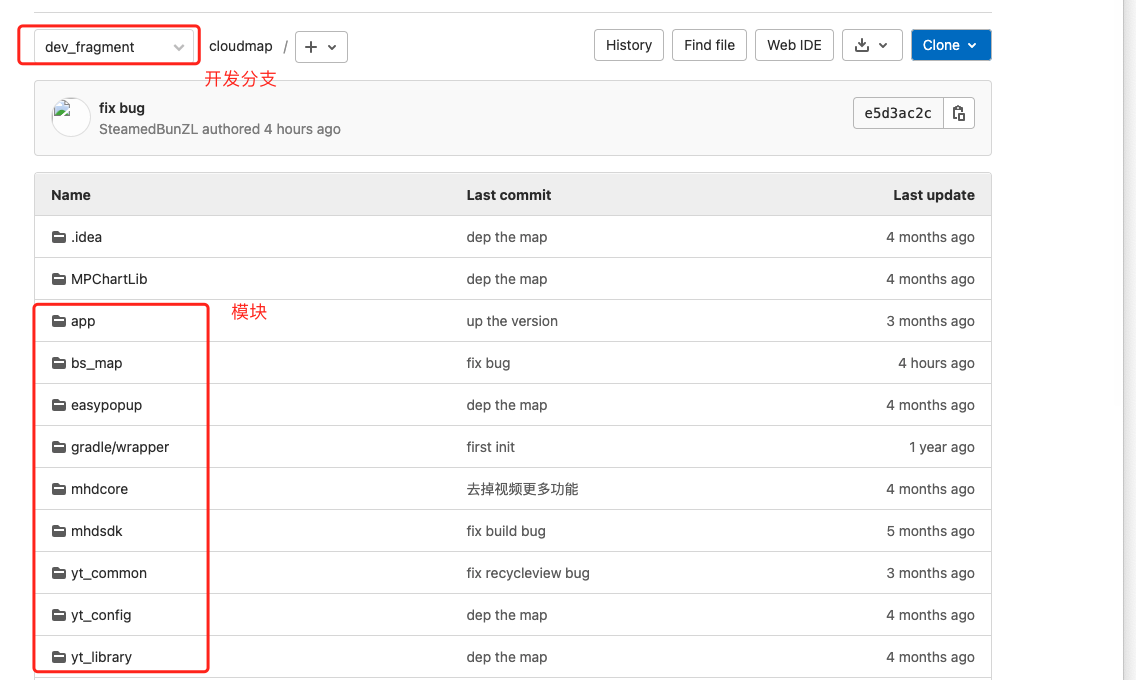 dev_fragment cloudmap / + History Find file Web IDE Clone
开发分支
fix bug
SteamedBunZL authored 4 hours ago e5d3ac2c
Name Last commit Last update
.idea dep the map 4 months ago
MPChartLib dep the map 4 months ago
模块
app up the version 3 months ago
bs_map fix bug 4 hours ago
easypopup dep the map 4 months ago
gradle/wrapper first init 1 year ago
mhdcore 去掉视频更多功能 4 months ago
mhdsdk fix build bug 5 months ago
yt_common fix recycleview bug 3 months ago
yt_config dep the map 4 months ago
yt_library dep the map 4 months ago